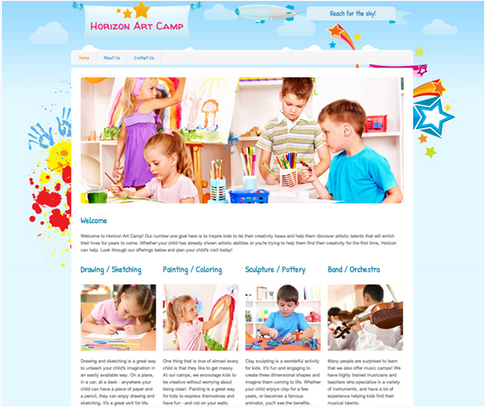 Horizon Art Camp
Reach for the sky!
Home
About Us
Contact Us
Welcome
Welcome to Horizon Art Camp! Our number one goal here is to inspire kids to let their creativity loose and help them discover artistic talents that will enrich
their lives for years to come. Whether your child has already shown artistic abilities or you're trying to help them find their creativity for the first time, Horizon
can help. Look through our offerings below and plan your child's visit today!
Drawing / Sketching
Drawing and sketching is a great way
to unleash your child's imagination in
an easily available way. On a plane,
in a car, at a desk - anywhere your
child can have a piece of paper and
a pencil, they can enjoy drawing and
sketching. It's a great skill for life.
Painting / Coloring
One thing that is true of almost every
child is that they like to get messy.
At our camps, we encourage kids to
be creative without worrying about
being clean. Painting is a great way
for kids to express themselves and
have fun - and not on your walls.
Sculpture / Pottery
Clay sculpting is a wonderful activity
for kids. It's fun and engaging to
create three dimensional shapes and
imagine them coming to life. Whether
your child enjoys clay for a few
years, or becomes a famous
animator, you'll see the benefits.
Band / Orchestra
Many people are surprised to learn
that we also offer music camps! We
have highly trained musicians and
teachers who specialize in a variety
of instruments, and have a lot of
experience helping kids find their
musical talents.